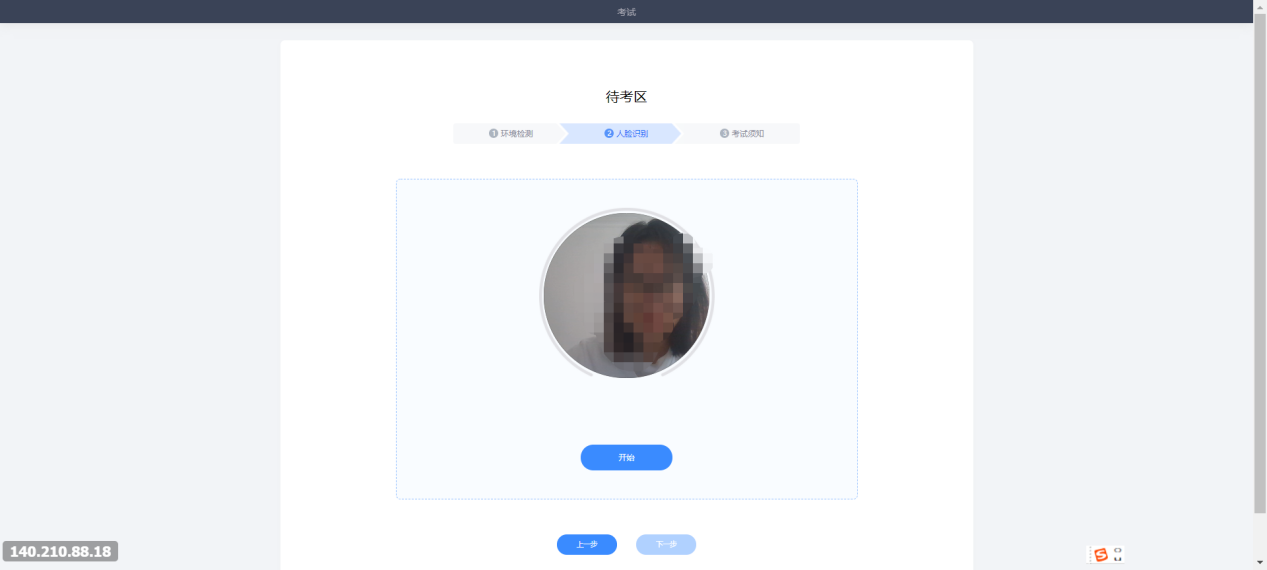 考试
待考区
1 环境检测
2 人脸识别
3 考试须知
开始
上一步
下一步
140.210.88.18